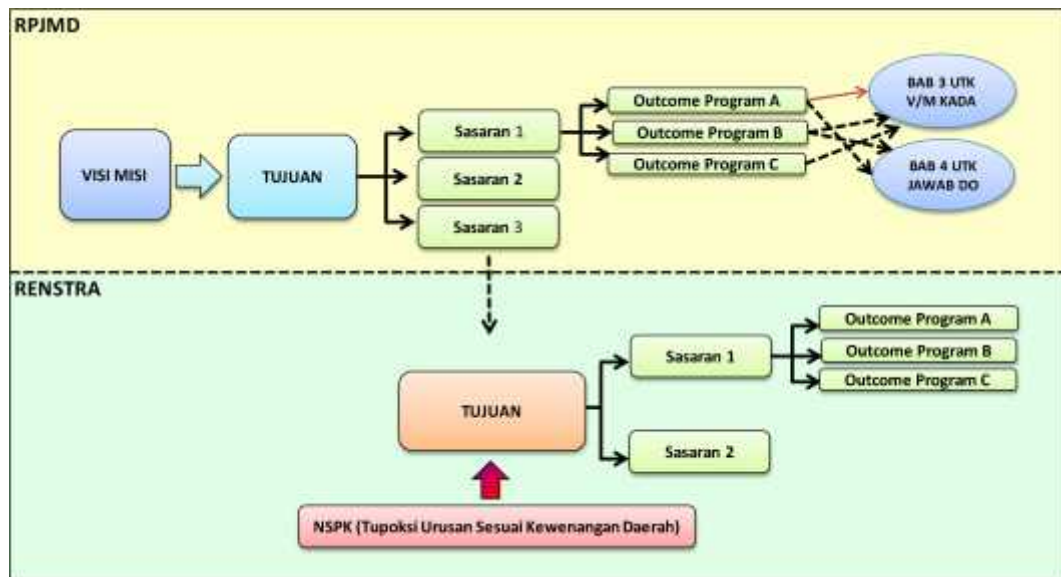 RPJMD
VISI MISI
TUJUAN
Sasaran 1
Sasaran 2
Sasaran 3
Outcome Program A
Outcome Program B
Outcome Program C
BAB 3 UTK
V/M KADA
BAB 4 UTK
JAWAB DO
RENSTRA
TUJUAN
Sasaran 1
Sasaran 2
Outcome Program A
Outcome Program B
Outcome Program C
NSPK (Tupoksi Urusan Sesuai Kewenangan Daerah)